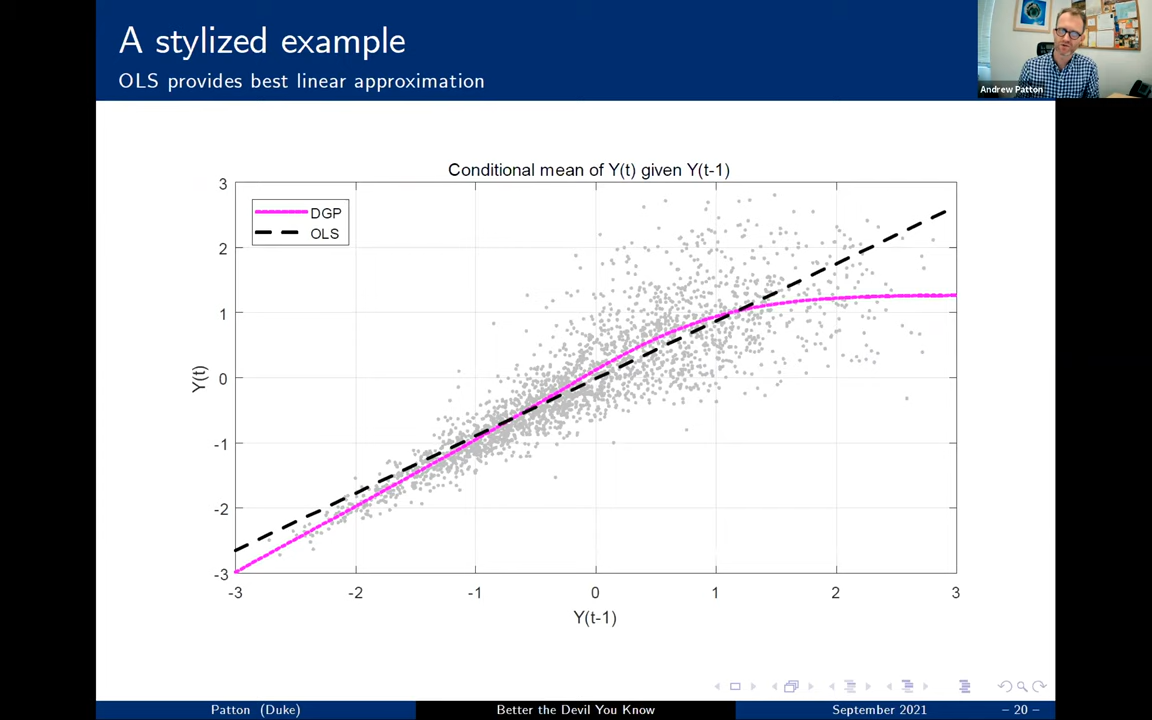 A stylized example
OLS provides best linear approximation
Andrew Patton
Conditional mean of Y(t) given Y(t-1)
DGP
OLS
3
2
1
0
-1
-2
-3
Y(t)
-3 -2 -1 0 1 2 3
Y(t-1)
Patton (Duke) Better the Devil You Know September 2021 – 20 –